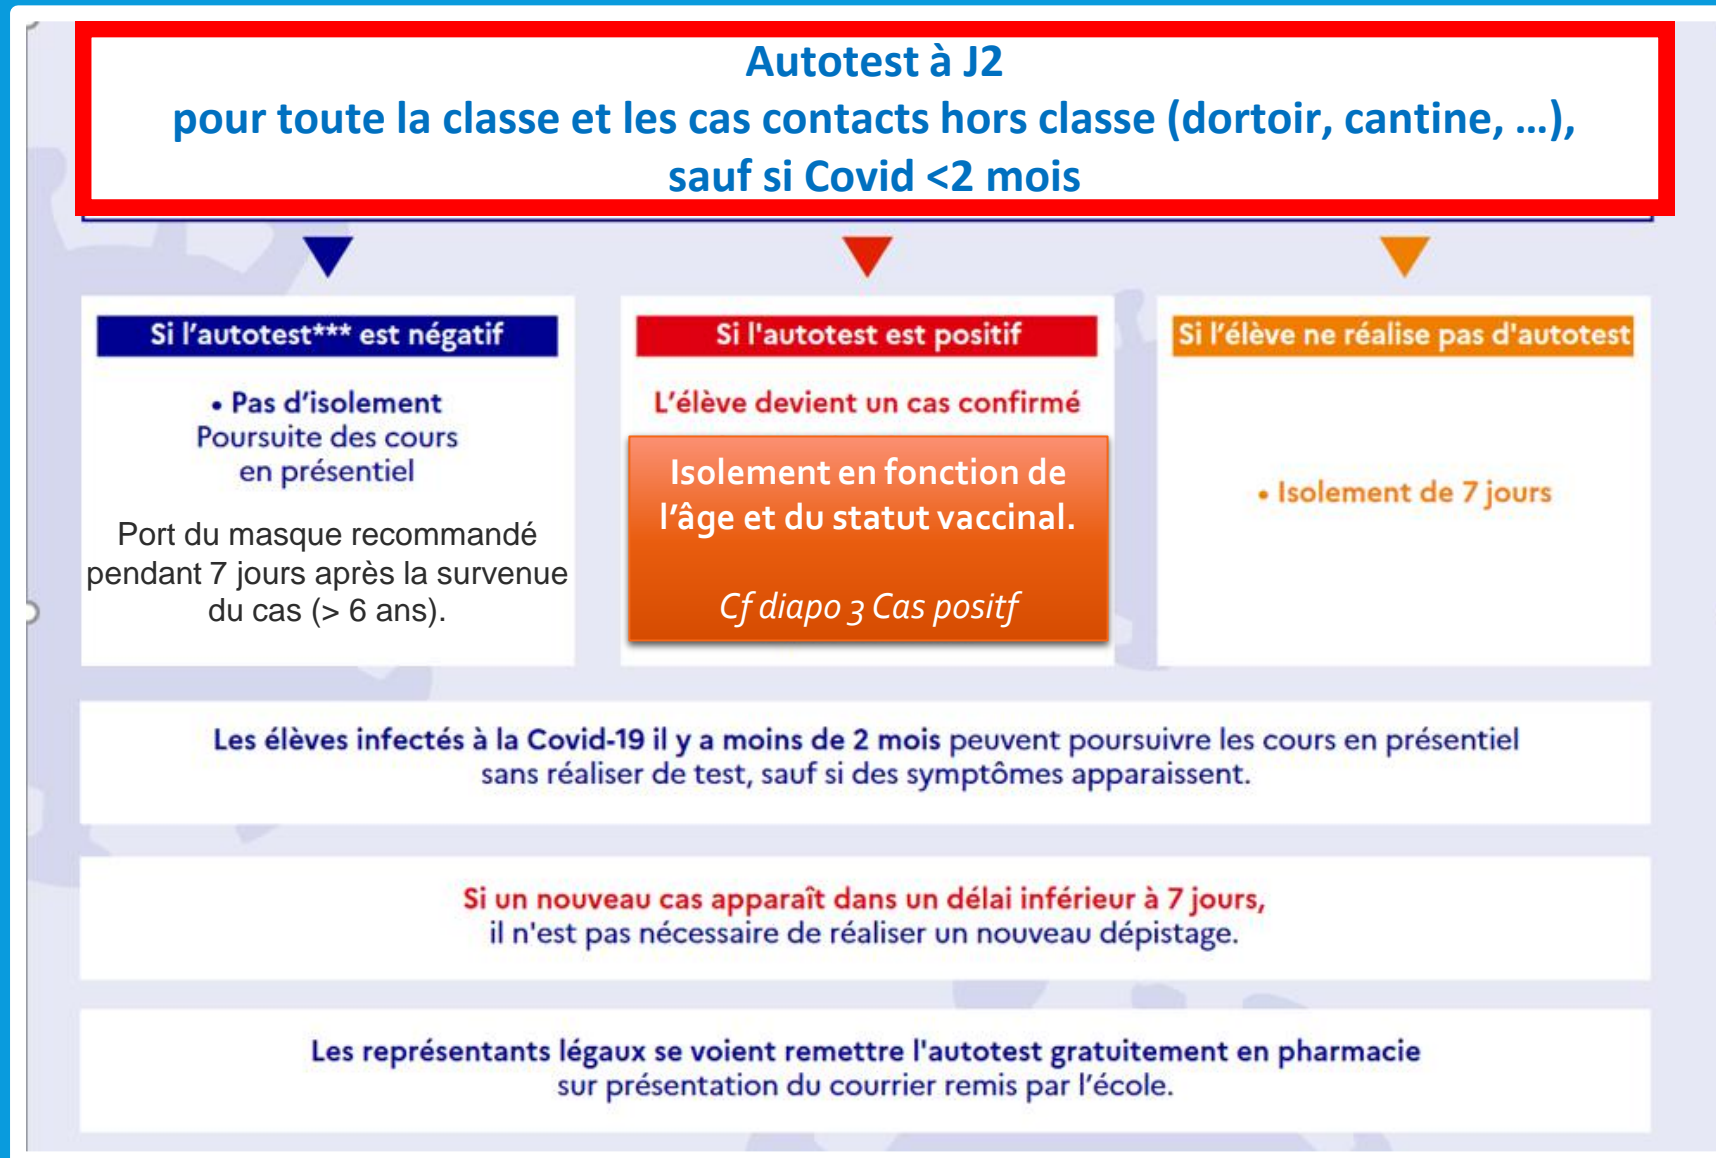 Autotest à J2
pour toute la classe et les cas contacts hors classe (dortoir, cantine, …),
sauf si Covid <2 mois
Si l’autotest*** est négatif
• Pas d’isolement
Poursuite des cours
en présentiel
Port du masque recommandé
pendant 7 jours après la survenue
du cas (> 6 ans).
Si l'autotest est positif
L’élève devient un cas confirmé
Isolement en fonction de
l’âge et du statut vaccinal.
Cf diapo 3 Cas positf
Si l’élève ne réalise pas d'autotest
• Isolement de 7 jours
Les élèves infectés à la Covid-19 il y a moins de 2 mois peuvent poursuivre les cours en présentiel
sans réaliser de test, sauf si des symptômes apparaissent.
Si un nouveau cas apparaît dans un délai inférieur à 7 jours,
il n'est pas nécessaire de réaliser un nouveau dépistage.
Les représentants légaux se voient remettre l'autotest gratuitement en pharmacie
sur présentation du courrier remis par l’école.